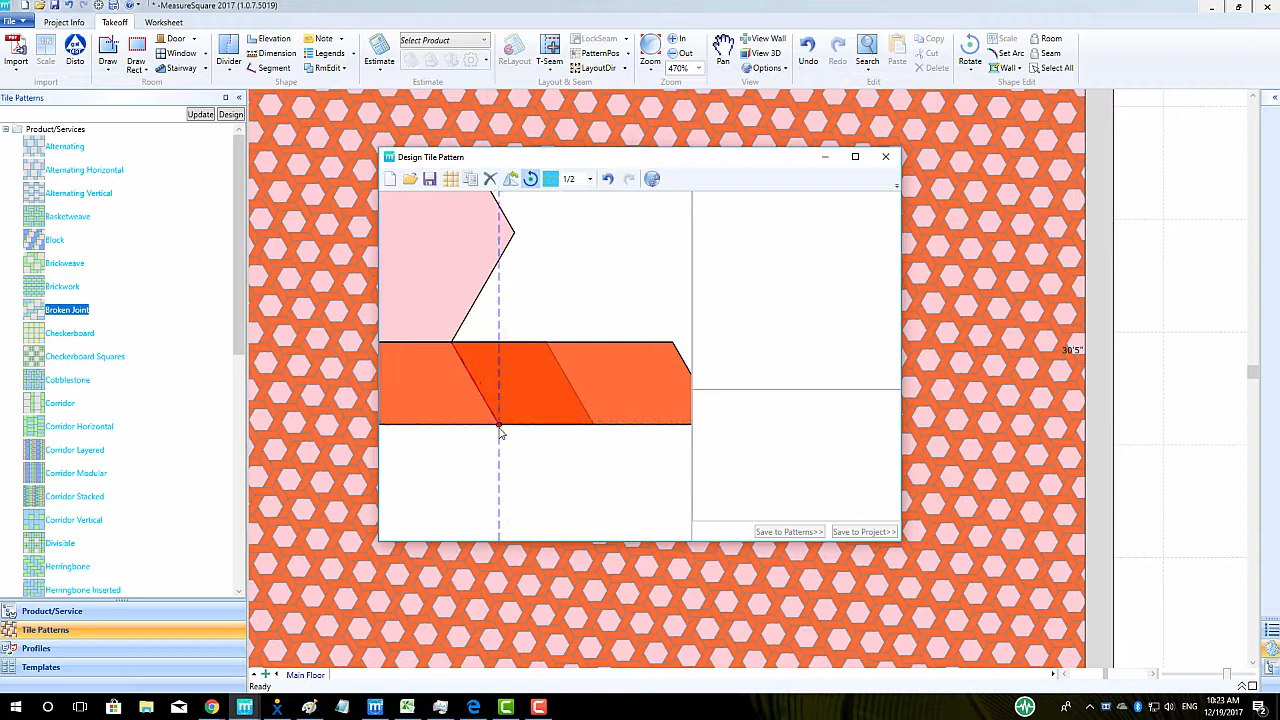 * -MeasureSquare 2017 (1.0.7.5019)
File Project Info Takeoff Worksheet
Import Scale Disto Draw Draw Rect Door Window Stairway Divider Elevation Dimension Segment Note Legends RmEdit Estimate Select Product ReLayout T-Seam LocSeam PatternPos LayoutDir Zoom In Out 470% Pan View Wall View 3D Options Undo Redo Search Paste Copy Cut Delete Rotate Scale Set Arc Wall Room Seam Select All
Import Room Shape Estimate Layout & Seam Zoom View Edit Shape Edit
Tile Patterns
Update Design
Product/Services
Alternating
Alternating Horizontal
Alternating Vertical
Basketweave
Block
Brickweave
Brickwork
Broken Joint
Checkerboard
Checkerboard Squares
Cobblestone
Corridor
Corridor Horizontal
Corridor Layered
Corridor Modular
Corridor Stacked
Corridor Vertical
Divisible
Herringbone
Herringbone Inserted
Product/Service
Tile Patterns
Profiles
Templates
Design Tile Pattern
1/2
Save to Patterns>> Save to Project>>
30'5"
Main Floor
Ready
ENG 10:23 AM
12/19/2017